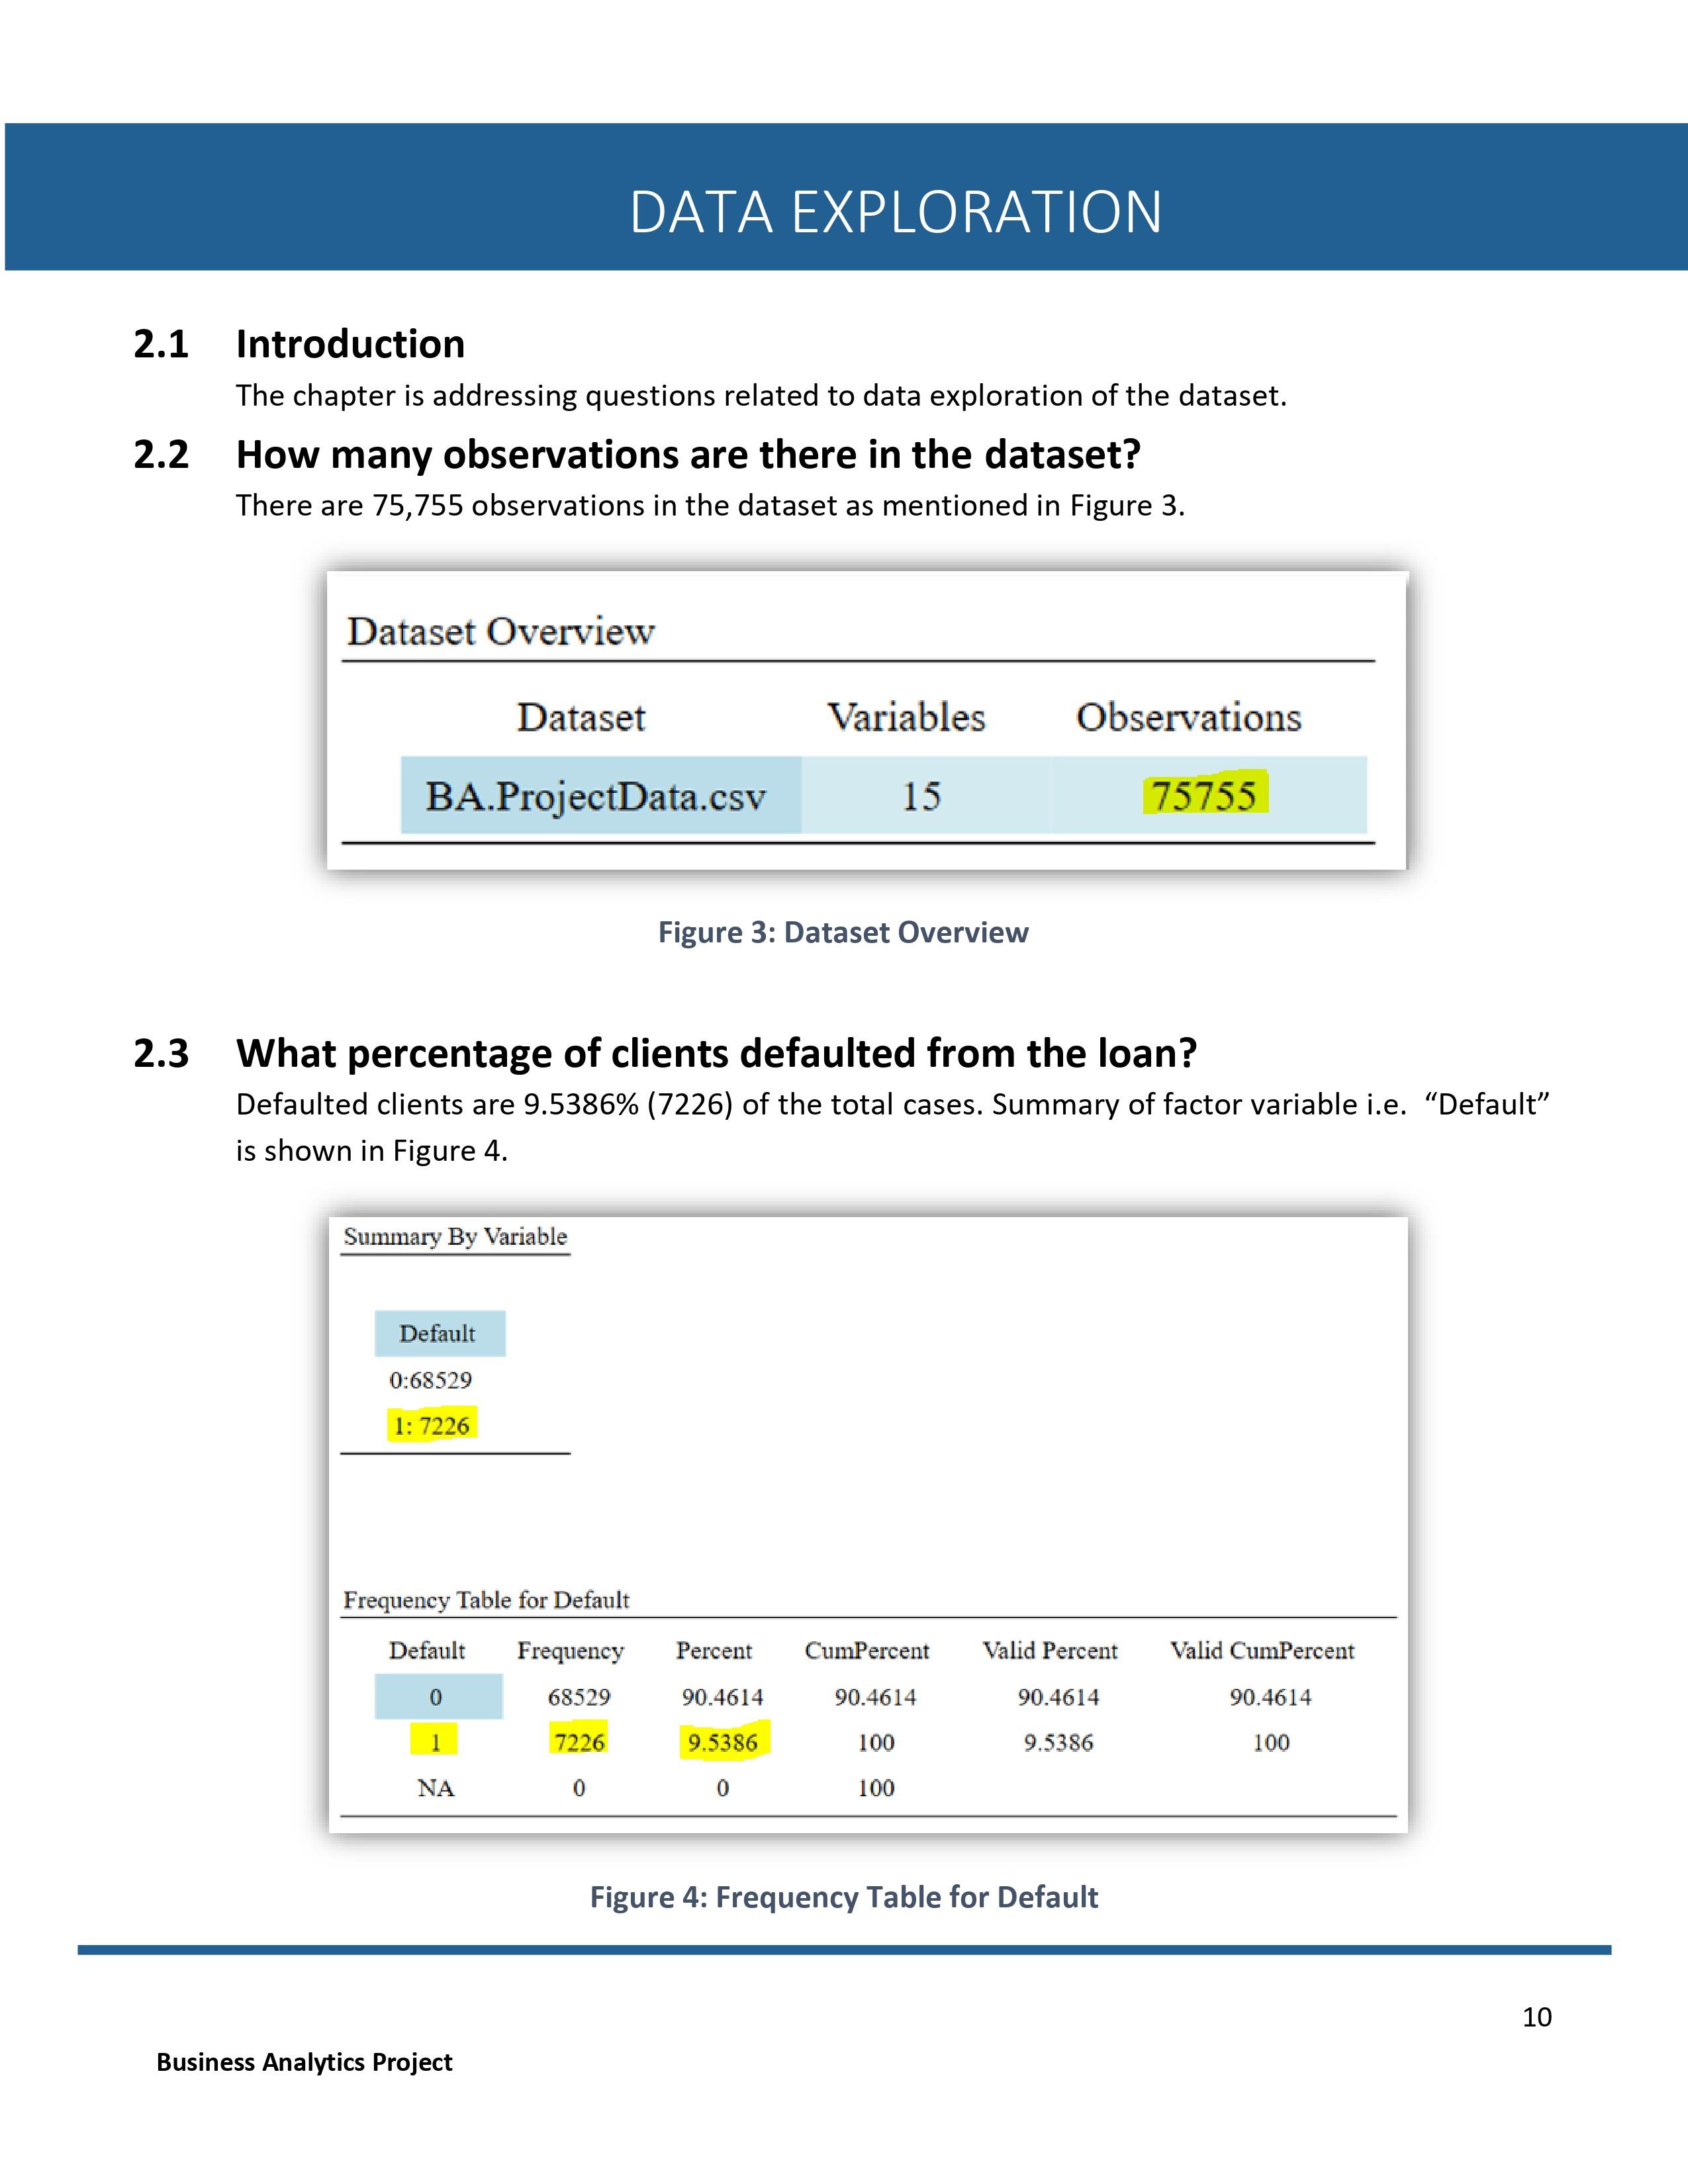 DATA EXPLORATION
2.1 Introduction
The chapter is addressing questions related to data exploration of the dataset.
2.2 How many observations are there in the dataset?
There are 75,755 observations in the dataset as mentioned in Figure 3.
Dataset Overview
Dataset Variables Observations
BA.ProjectData.csv 15 75755
Figure 3: Dataset Overview
2.3 What percentage of clients defaulted from the loan?
Defaulted clients are 9.5386% (7226) of the total cases. Summary of factor variable i.e. “Default”
is shown in Figure 4.
Summary By Variable
Default
0:68529
1: 7226
Frequency Table for Default
Default Frequency Percent CumPercent Valid Percent Valid CumPercent
0 68529 90.4614 90.4614 90.4614 90.4614
1 7226 9.5386 100 9.5386 100
NA 0 0 100
Figure 4: Frequency Table for Default
10
Business Analytics Project